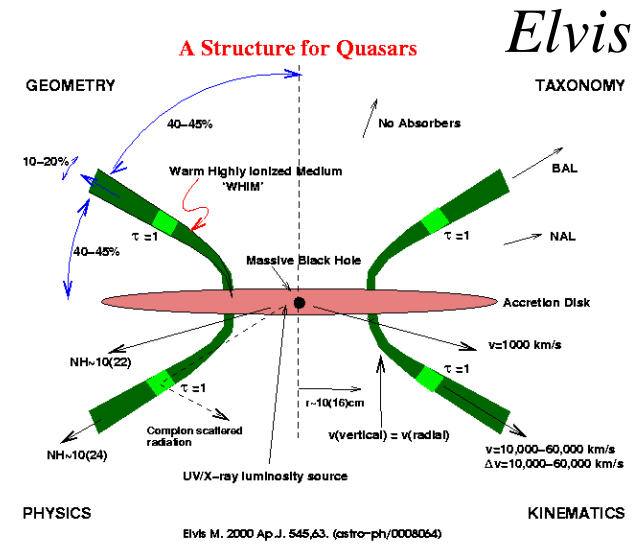 Elvis
A Structure for Quasars
GEOMETRY
TAXONOMY
40–45%
No Absorbers
10–20%
Warm Highly Ionized Medium
'WHIM'
BAL
40–45%
τ =1
τ =1
NAL
Massive Black Hole
Accretion Disk
v=1000 km/s
NH~10(22)
τ =1
τ =1
r~10(16)cm
Compton scattered
radiation
v(vertical) = v(radial)
NH~10(24)
v=10,000–60,000 km/s
Δv=10,000–60,000 km/s
UV/X–ray luminosity source
PHYSICS
KINEMATICS
Elvis M. 2000 Ap.J. 545,63. (astro–ph/0008064)